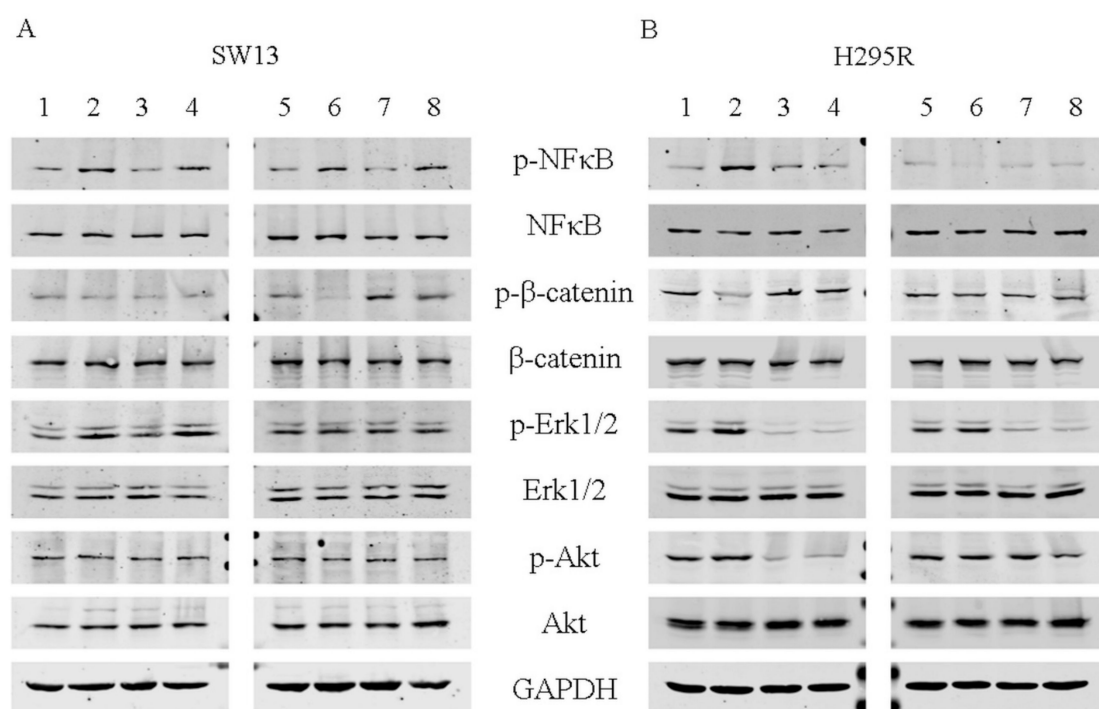 A
B
SW13
H295R
1 2 3 4 5 6 7 8
1 2 3 4 5 6 7 8
p-NFκB
NFκB
p-β-catenin
β-catenin
p-Erk1/2
Erk1/2
p-Akt
Akt
GAPDH